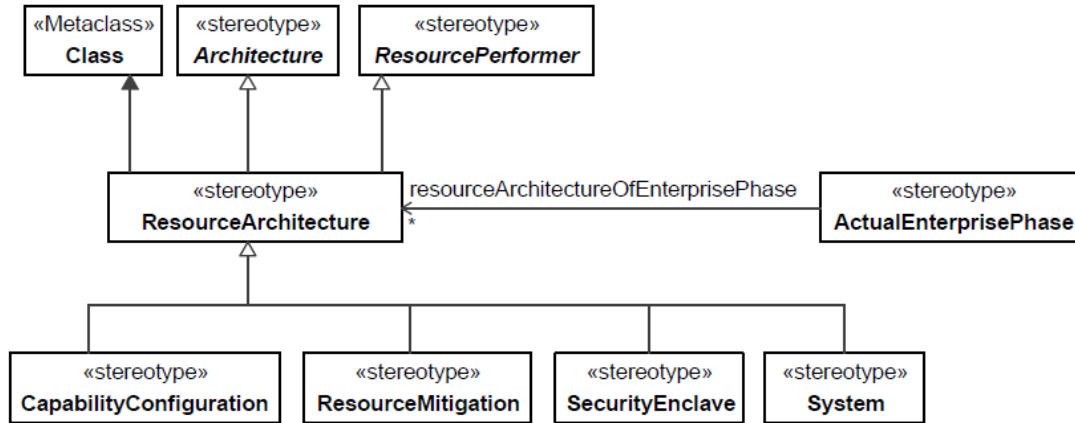 «Metaclass»
Class
«stereotype»
Architecture
«stereotype»
ResourcePerformer
«stereotype»
ResourceArchitecture
resourceArchitectureOfEnterprisePhase
*
«stereotype»
ActualEnterprisePhase
«stereotype»
CapabilityConfiguration
«stereotype»
ResourceMitigation
«stereotype»
SecurityEnclave
«stereotype»
System